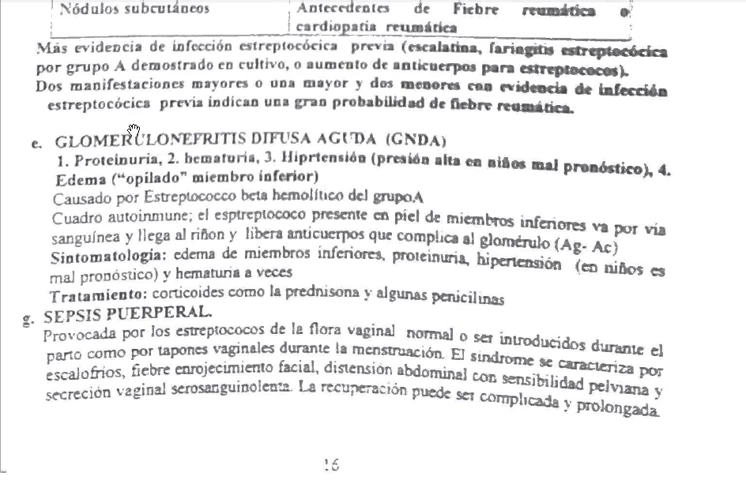 Nódulos subcutáneos
Antecedentes de Fiebre reumática o
cardiopatia reumática
Más evidencia de infección estreptocócica previa (escalatina, faringitis estreptocócica
por grupo A demostrado en cultivo, o aumento de anticuerpos para estreptococos).
Dos manifestaciones mayores o una mayor y dos menores con evidencia de infección
estreptocócica previa indican una gran probabilidad de fiebre reumática.
e. GLOMERULONEFRITIS DIFUSA AGUDA (GNDA)
1. Proteinuria, 2. hematuria, 3. Hiprtensión (presión alta en niños mal pronóstico), 4.
Edema ("opilado" miembro inferior)
Causado por Estreptococco beta hemolítico del grupoA
Cuadro autoinmune; el esptreptococo presente en piel de miembros inferiores va por via
sanguínea y llega al riñon y libera anticuerpos que complica al glomérulo (Ag- Ac)
Sintomatología: edema de miembros inferiores, proteinuria, hipertensión (en niños es
mal pronóstico) y hematuria a veces
Tratamiento: corticoides como la prednisona y algunas penicilinas
g. SEPSIS PUERPERAL.
Provocada por los estreptococos de la flora vaginal normal o ser introducidos durante el
parto como por tapones vaginales durante la menstruación. El síndrome se caracteriza por
escalofrios, fiebre enrojecimiento facial, distensión abdominal con sensibilidad pelviana y
secreción vaginal serosanguinolenta. La recuperación puede ser complicada y prolongada.
16